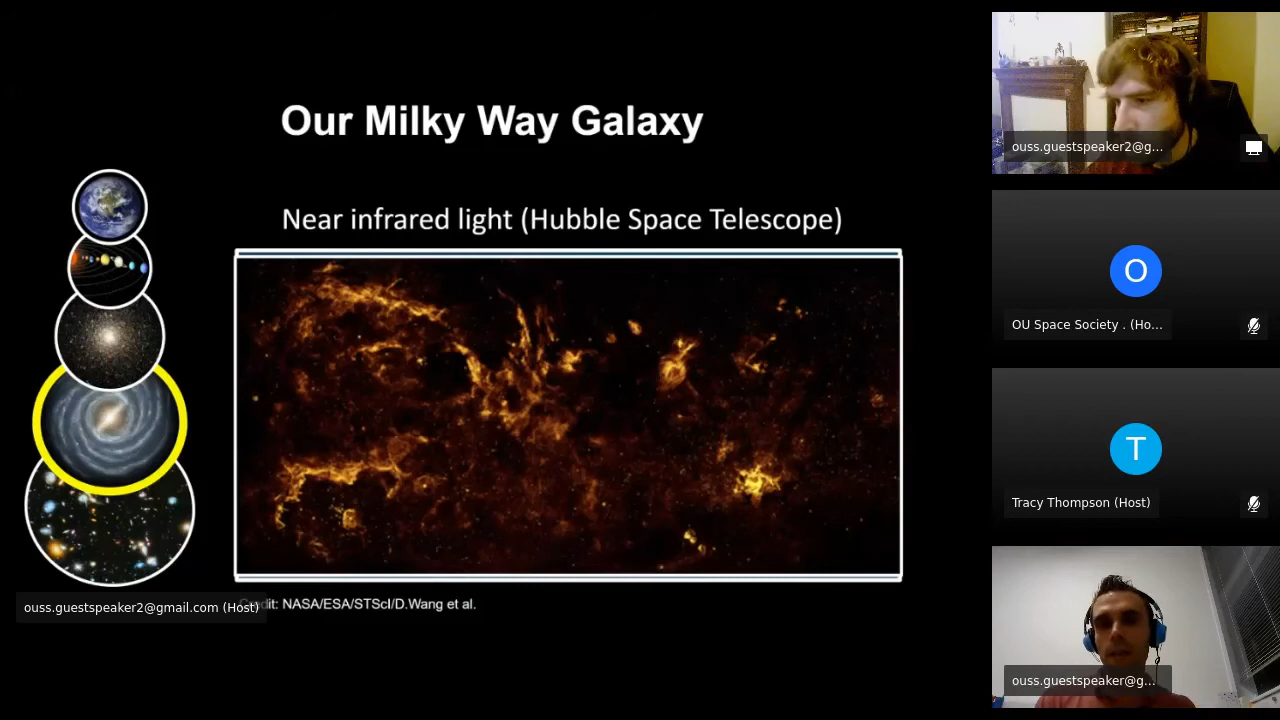 Our Milky Way Galaxy
Near infrared light (Hubble Space Telescope)
Credit: NASA/ESA/STScI/D.Wang et al.
ouss.guestspeaker2@gmail.com (Host)
ouss.guestspeaker2@g...
O
OU Space Society . (Ho...
T
Tracy Thompson (Host)
ouss.guestspeaker@g...